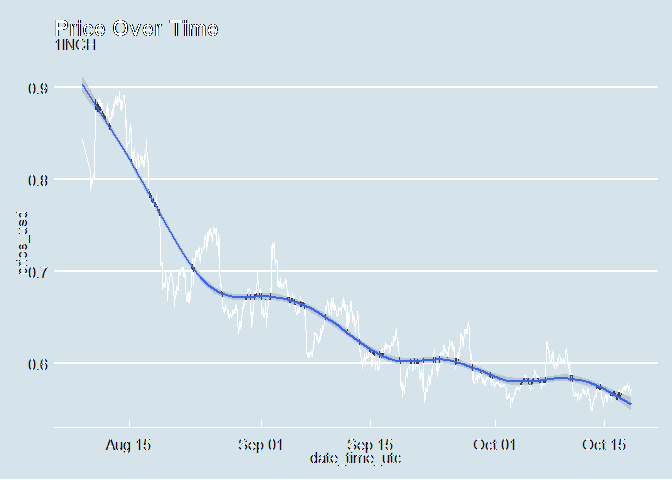 Price Over Time
1INCH
0.9
0.8
0.7
0.6
price_usd
Aug 15
Sep 01
Sep 15
Oct 01
Oct 15
date_time_utc